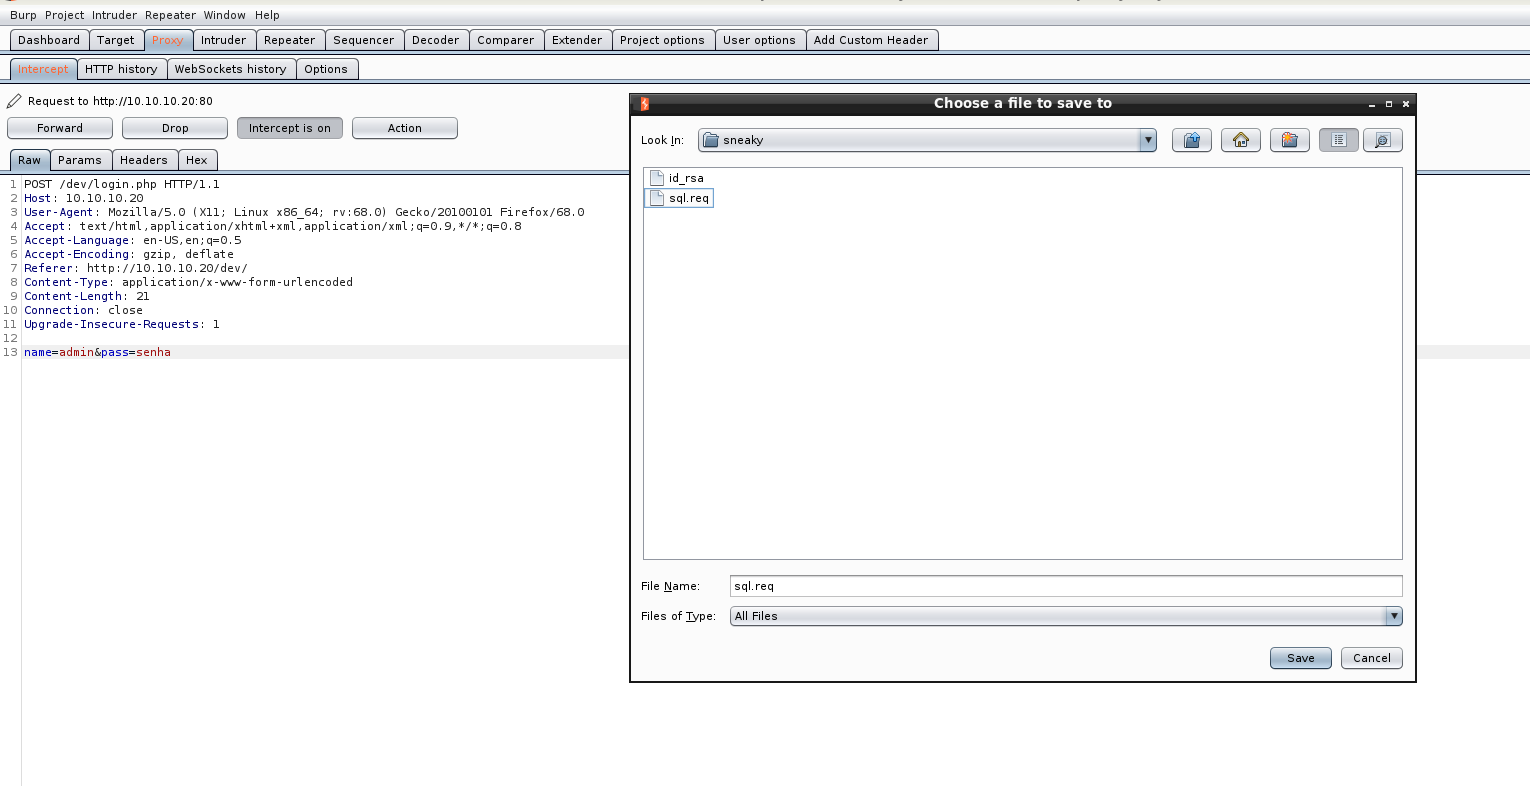 Burp Project Intruder Repeater Window Help
Dashboard Target Proxy Intruder Repeater Sequencer Decoder Comparer Extender Project options User options Add Custom Header
Intercept HTTP history WebSockets history Options
Request to http://10.10.10.20:80
Forward Drop Intercept is on Action
Raw Params Headers Hex
1 POST /dev/login.php HTTP/1.1
2 Host: 10.10.10.20
3 User-Agent: Mozilla/5.0 (X11; Linux x86_64; rv:68.0) Gecko/20100101 Firefox/68.0
4 Accept: text/html,application/xhtml+xml,application/xml;q=0.9,*/*;q=0.8
5 Accept-Language: en-US,en;q=0.5
6 Accept-Encoding: gzip, deflate
7 Referer: http://10.10.10.20/dev/
8 Content-Type: application/x-www-form-urlencoded
9 Content-Length: 21
10 Connection: close
11 Upgrade-Insecure-Requests: 1
12
13 name=admin&pass=senha
Choose a file to save to
Look In: sneaky
id_rsa
sql.req
File Name: sql.req
Files of Type: All Files
Save Cancel